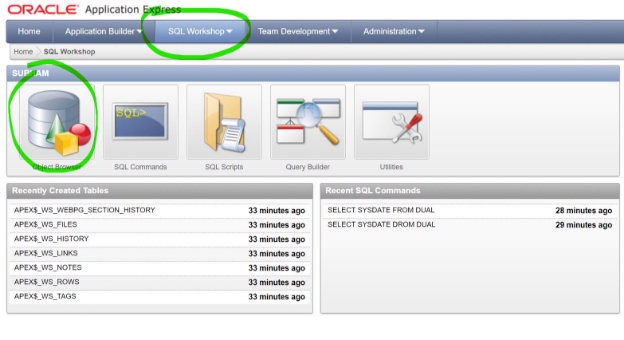 ORACLE Application Express
Home Application Builder SQL Workshop Team Development Administration
Home SQL Workshop
SUBHAM
SQL>
Object Browser SQL Commands SQL Scripts Query Builder Utilities
Recently Created Tables
APEX$_WS_WEBPG_SECTION_HISTORY 33 minutes ago
APEX$_WS_FILES 33 minutes ago
APEX$_WS_HISTORY 33 minutes ago
APEX$_WS_LINKS 33 minutes ago
APEX$_WS_NOTES 33 minutes ago
APEX$_WS_ROWS 33 minutes ago
APEX$_WS_TAGS 33 minutes ago
Recent SQL Commands
SELECT SYSDATE FROM DUAL 28 minutes ago
SELECT SYSDATE DROM DUAL 29 minutes ago